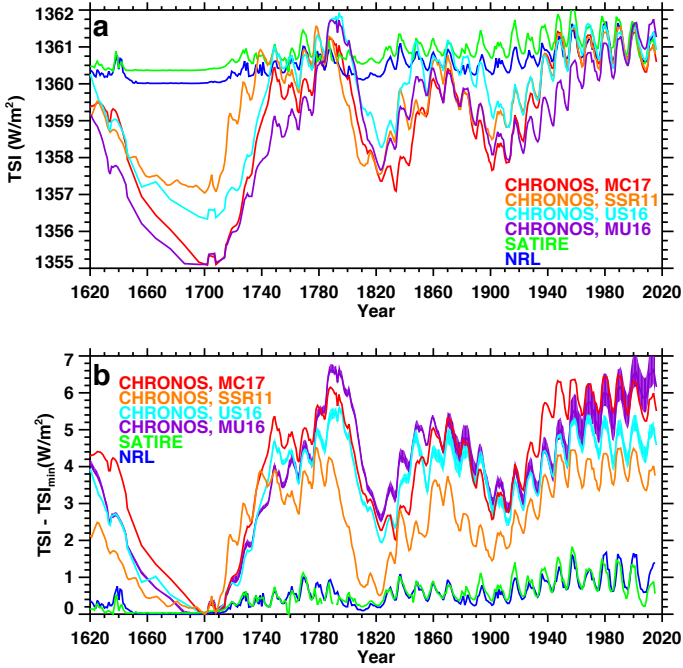 a
TSI (W/m²)
1362
1361
1360
1359
1358
1357
1356
1355
CHRONOS, MC17
CHRONOS, SSR11
CHRONOS, US16
CHRONOS, MU16
SATIRE
NRL
1620 1660 1700 1740 1780 1820 1860 1900 1940 1980 2020
Year
b
TSI - TSImin(W/m²)
7
6
5
4
3
2
1
0
CHRONOS, MC17
CHRONOS, SSR11
CHRONOS, US16
CHRONOS, MU16
SATIRE
NRL
1620 1660 1700 1740 1780 1820 1860 1900 1940 1980 2020
Year